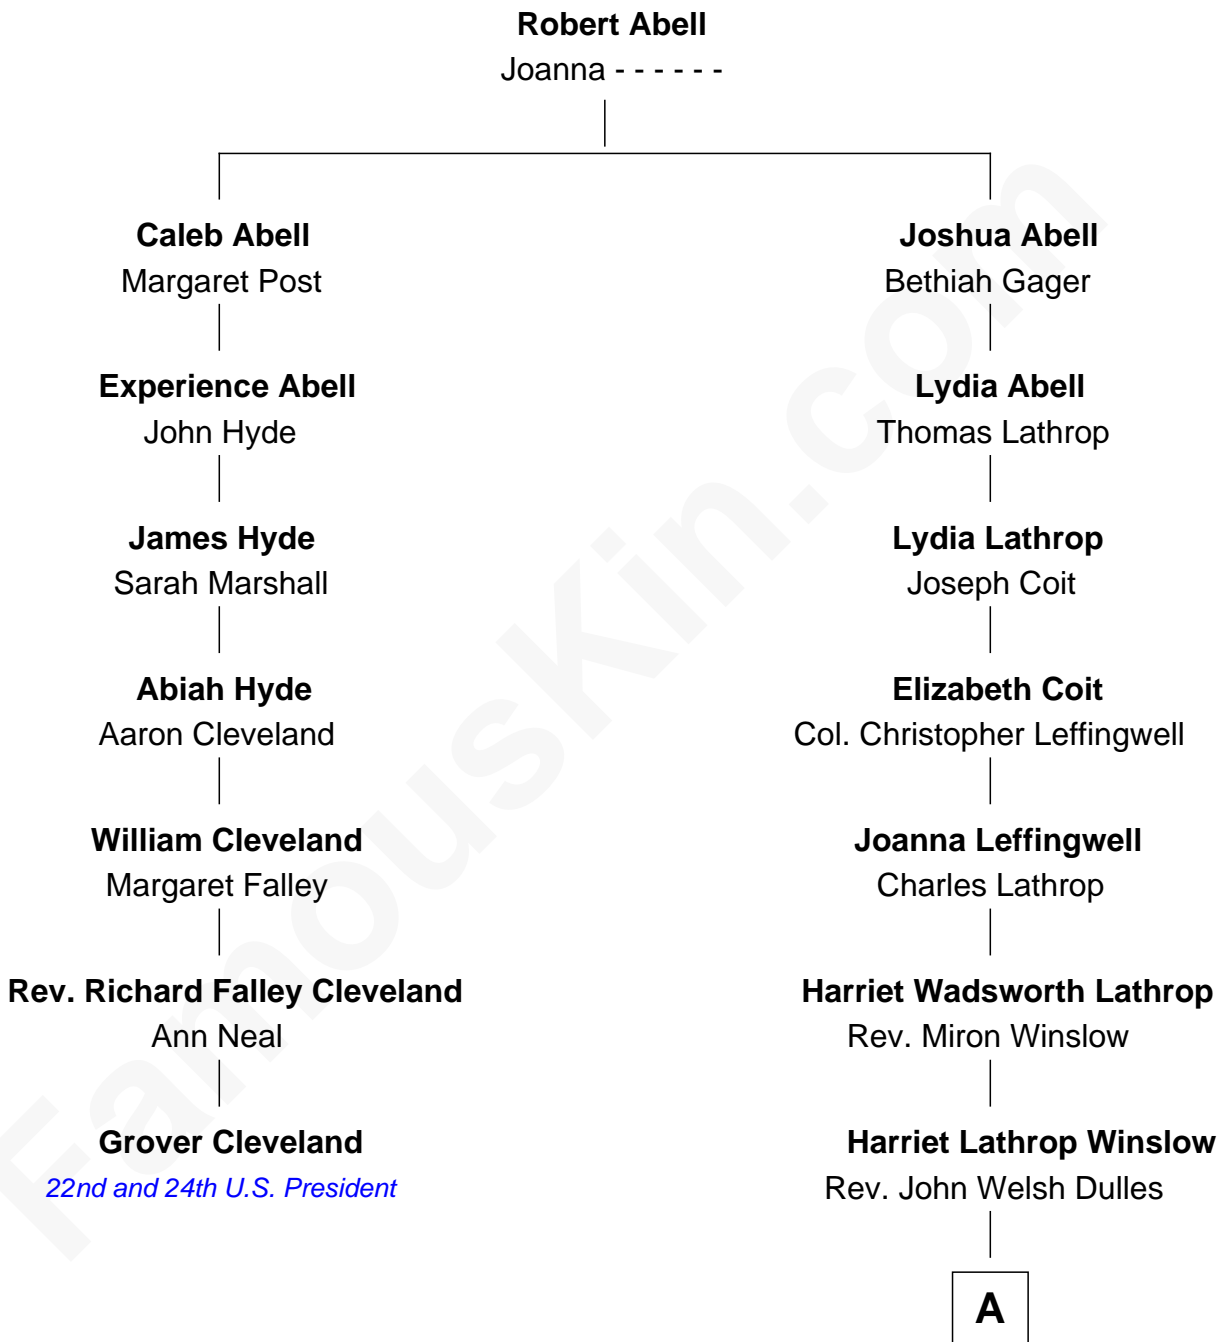 Robert Abell
Joanna - - - - - -
Caleb Abell
Margaret Post
Experience Abell
John Hyde
James Hyde
Sarah Marshall
Abiah Hyde
Aaron Cleveland
William Cleveland
Margaret Falley
Rev. Richard Falley Cleveland
Ann Neal
Grover Cleveland
22nd and 24th U.S. President
Joshua Abell
Bethiah Gager
Lydia Abell
Thomas Lathrop
Lydia Lathrop
Joseph Coit
Elizabeth Coit
Col. Christopher Leffingwell
Joanna Leffingwell
Charles Lathrop
Harriet Wadsworth Lathrop
Rev. Miron Winslow
Harriet Lathrop Winslow
Rev. John Welsh Dulles
A
FamousKin.com